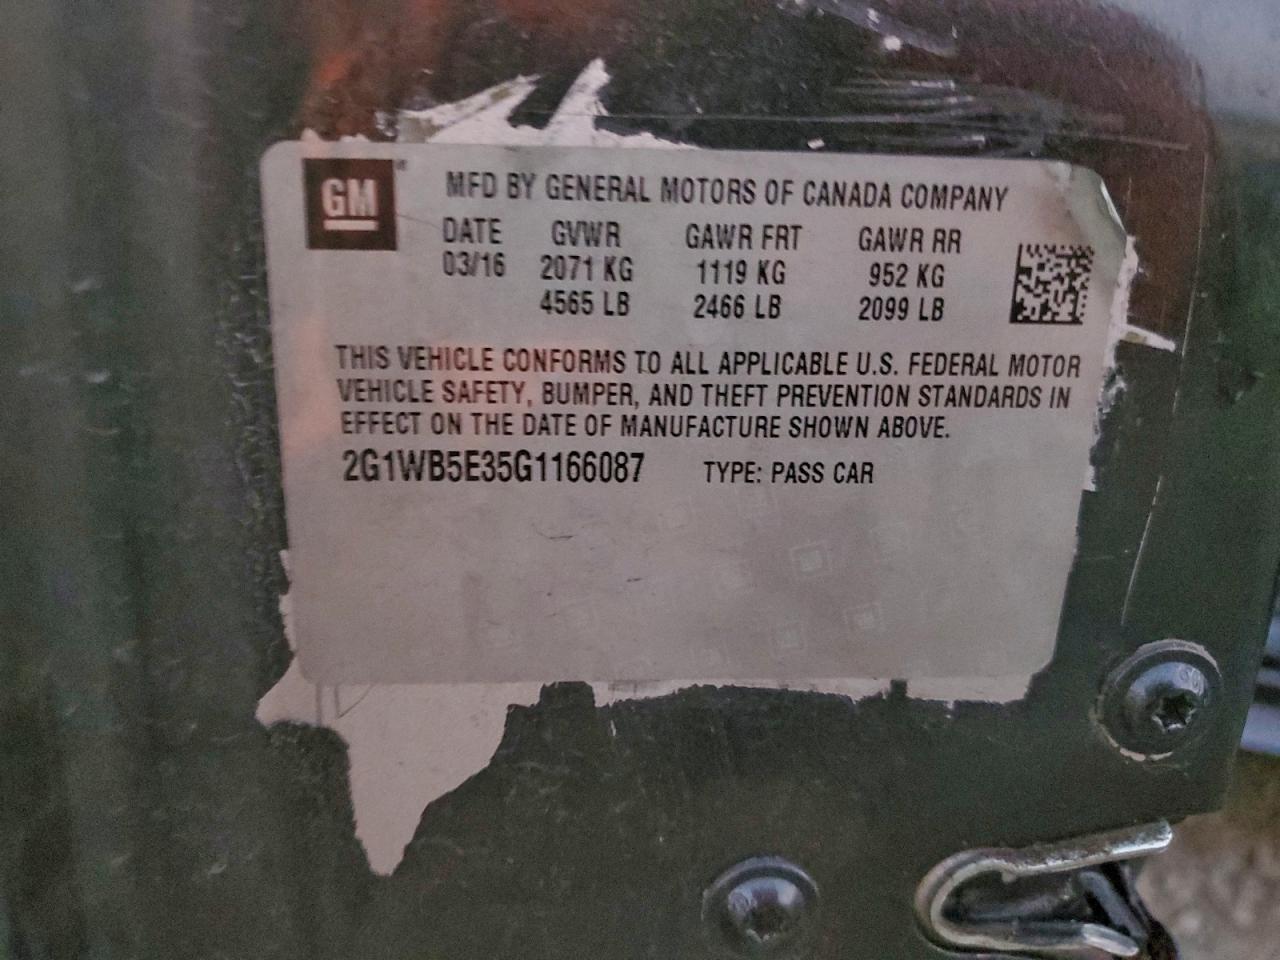 GM
MFD BY GENERAL MOTORS OF CANADA COMPANY
DATE GVWR GAWR FRT GAWR RR
03/16 2071 KG 1119 KG 952 KG
4565 LB 2466 LB 2099 LB
THIS VEHICLE CONFORMS TO ALL APPLICABLE U.S. FEDERAL MOTOR
VEHICLE SAFETY, BUMPER, AND THEFT PREVENTION STANDARDS IN
EFFECT ON THE DATE OF MANUFACTURE SHOWN ABOVE.
2G1WB5E35G1166087 TYPE: PASS CAR